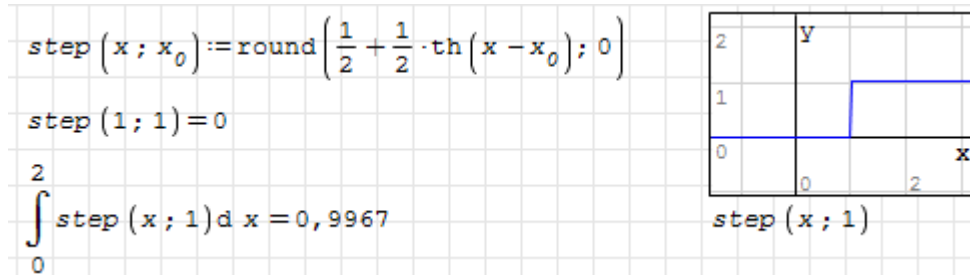 step(x; x₀):=round(1/2+1/2·th(x−x₀); 0)
step(1; 1)=0
2
∫step(x; 1)d x=0,9967
0
y
2
1
0
x
0
2
step(x; 1)